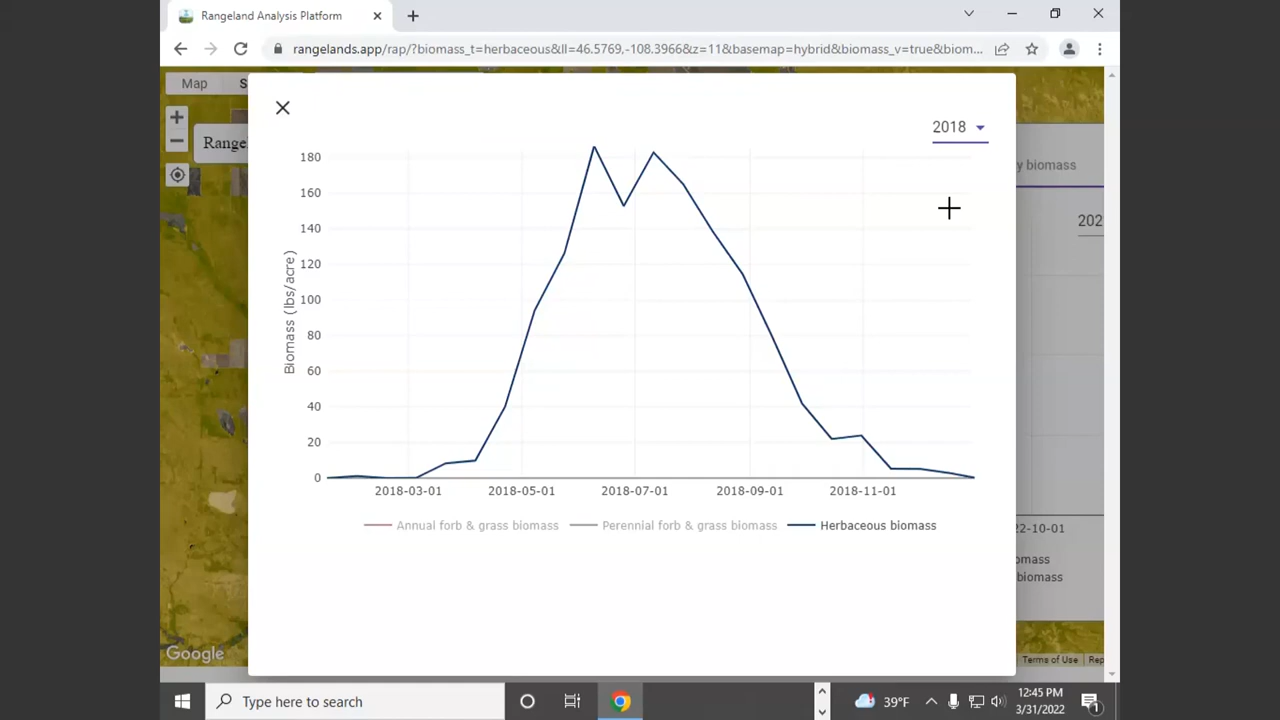 Rangeland Analysis Platform
rangelands.app/rap/?biomass_t=herbaceous&ll=46.5769,-108.3966&z=11&basemap=hybrid&biomass_v=true&biom...
Map S
Range
y biomass
2018
202
180
160
140
120
100
80
60
40
20
0
Biomass (lbs/acre)
2018-03-01 2018-05-01 2018-07-01 2018-09-01 2018-11-01
Annual forb & grass biomass Perennial forb & grass biomass Herbaceous biomass
22-10-01
omass
biomass
Google
Terms of Use Rep
Type here to search
39°F
12:45 PM
3/31/2022
1